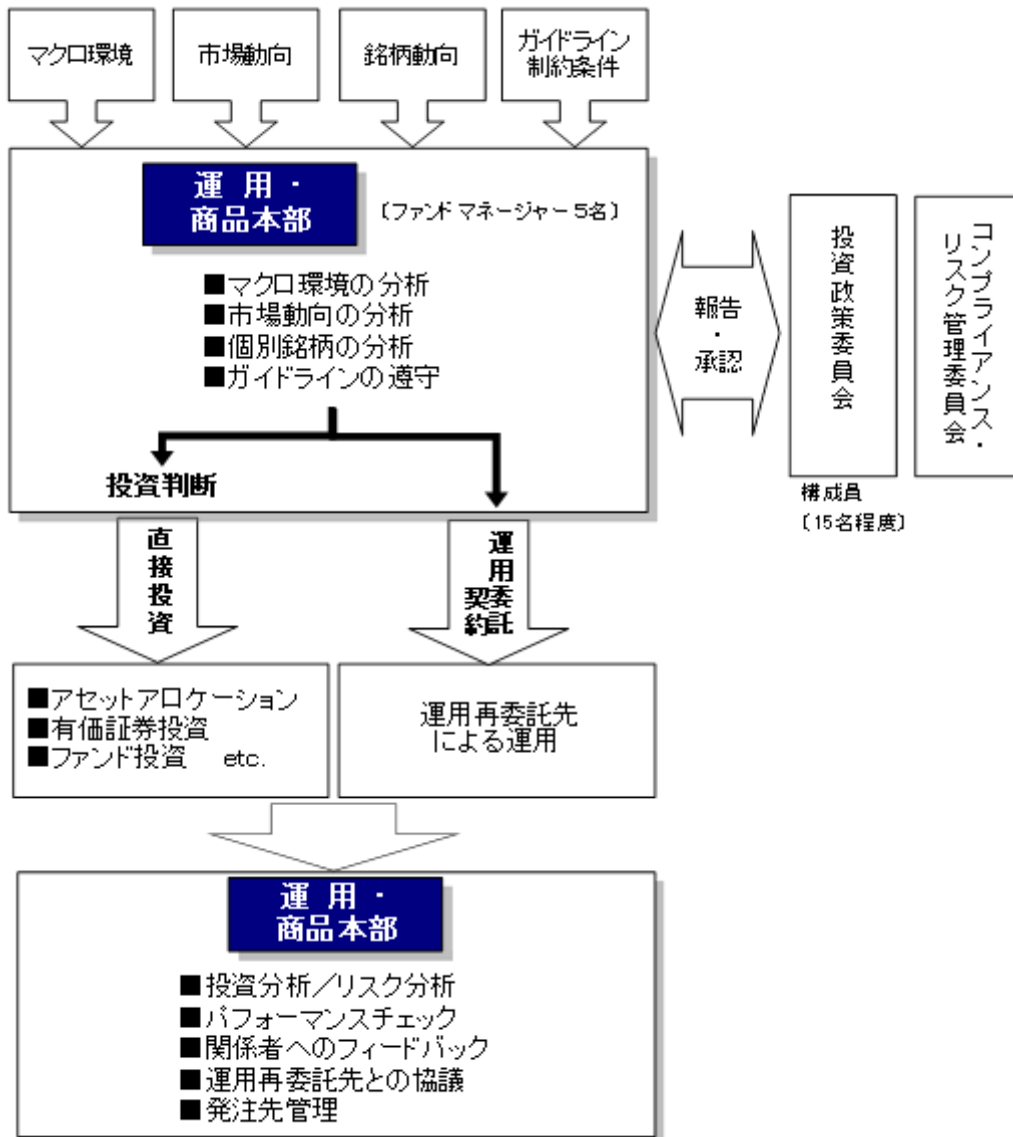 マクロ環境
市場動向
銘柄動向
ガイドライン
制約条件
運 用 ・
商品本部
〔ファンドマネージャー5名〕
■マクロ環境の分析
■市場動向の分析
■個別銘柄の分析
■ガイドラインの遵守
投資判断
報告
・
承認
投資政策委員会
コンプライアンス・
リスク管理委員会
構成員
〔15名程度〕
直接投資
運用委託
契約
■アセットアロケーション
■有価証券投資
■ファンド投資 etc.
運用再委託先
による運用
運 用 ・
商品本部
■投資分析／リスク分析
■パフォーマンスチェック
■関係者へのフィードバック
■運用再委託先との協議
■発注先管理